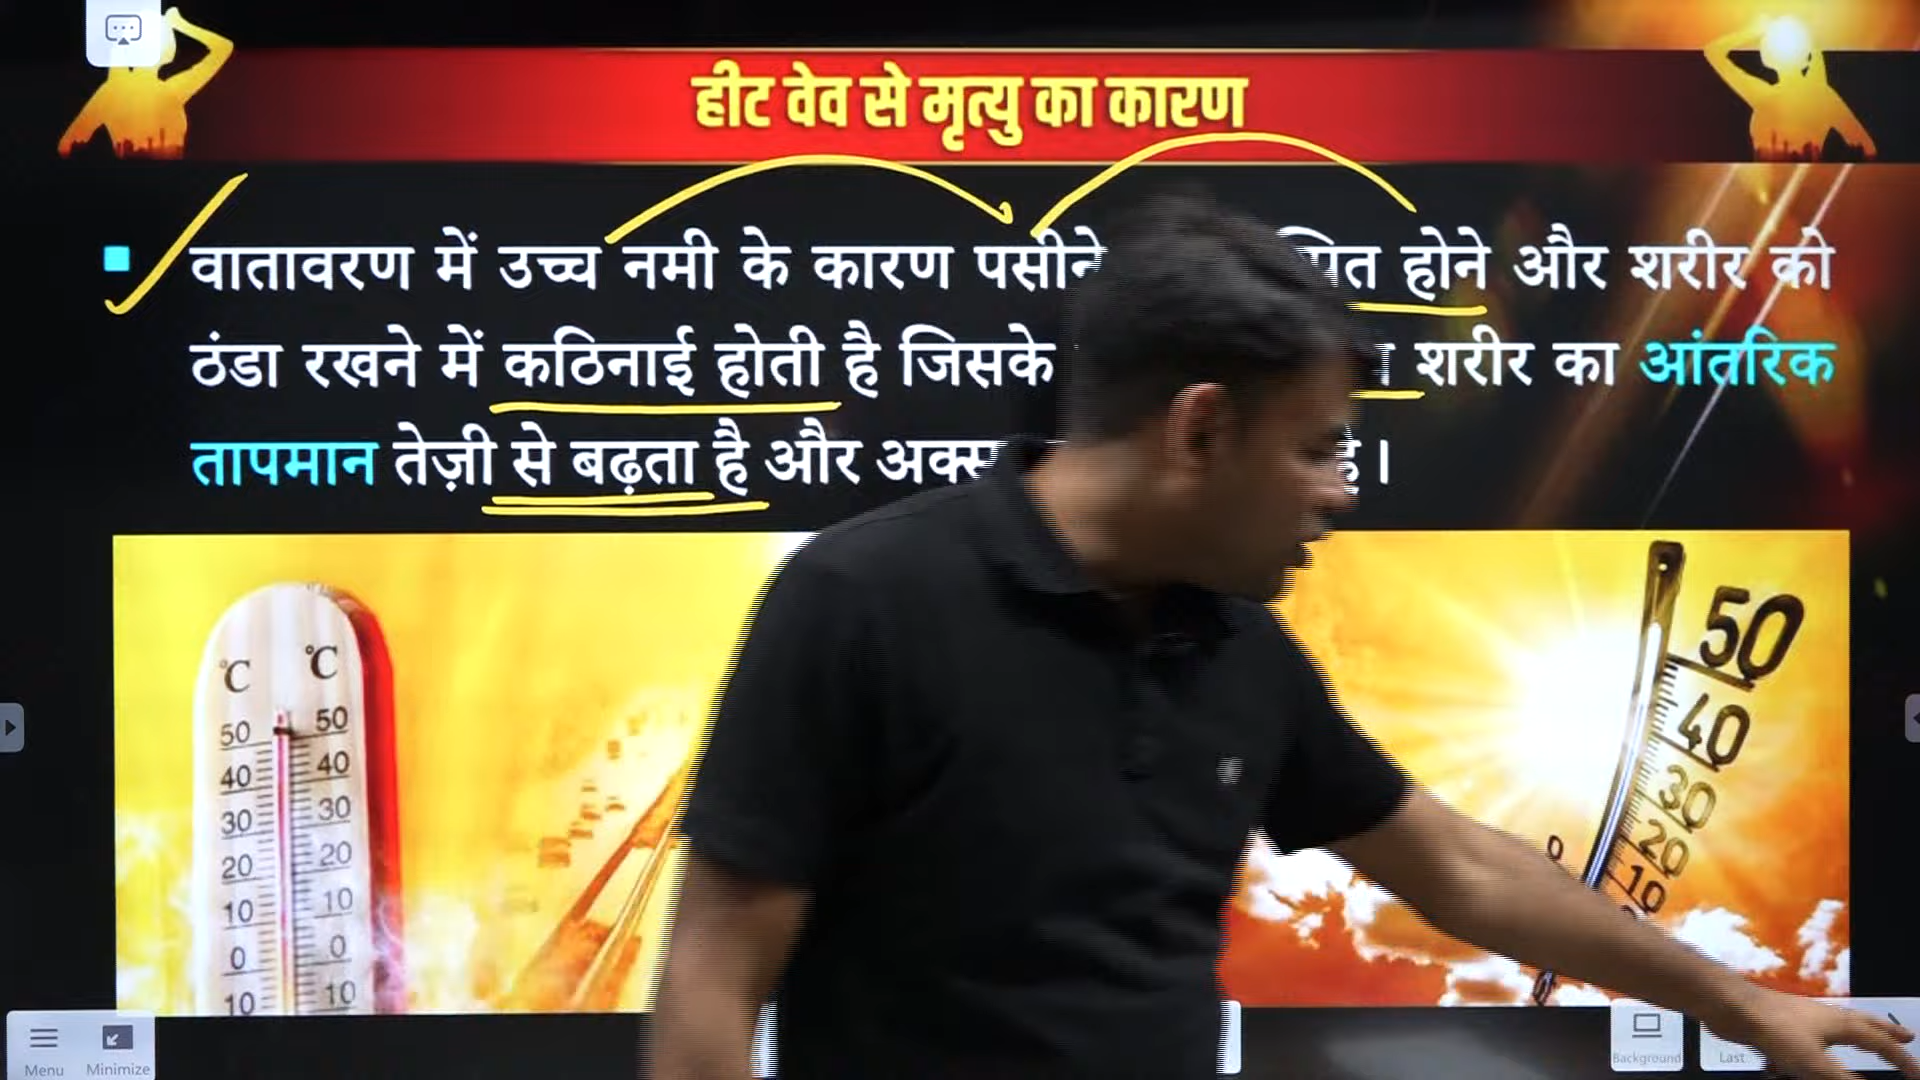 हीट वेव से मृत्यु का कारण
वातावरण में उच्च नमी के कारण पसीने होने और शरीर को
ठंडा रखने में कठिनाई होती है जिसके शरीर का आंतरिक
तापमान तेज़ी से बढ़ता है और
°C °C
50 50
40 40
30 30
20 20
10 10
0 0
10 10
50
40
30
20
10
0
Menu Minimize
Background Last